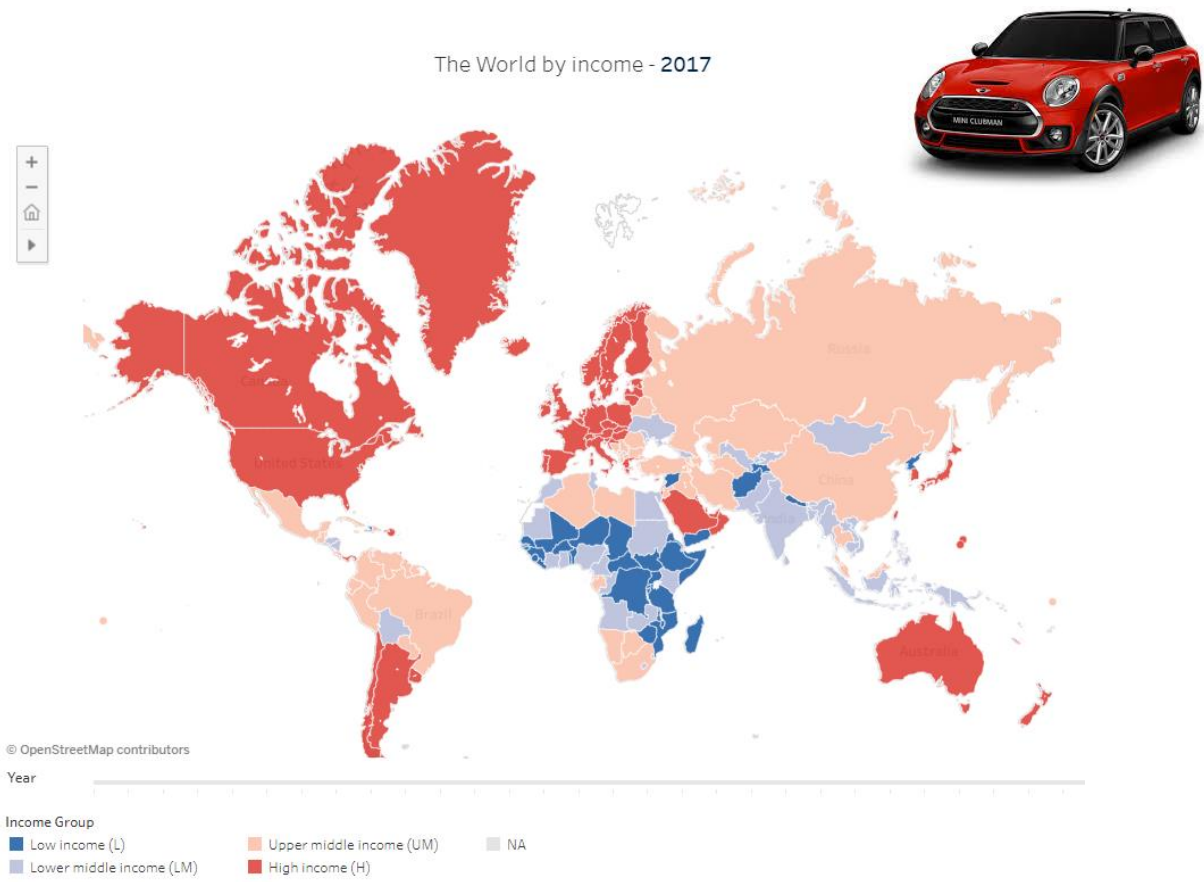 The World by income - 2017
MINI CLUBMAN
+
−
Canada
United States
Russia
China
India
Brazil
Australia
© OpenStreetMap contributors
Year
Income Group
Low income (L)
Upper middle income (UM)
NA
Lower middle income (LM)
High income (H)